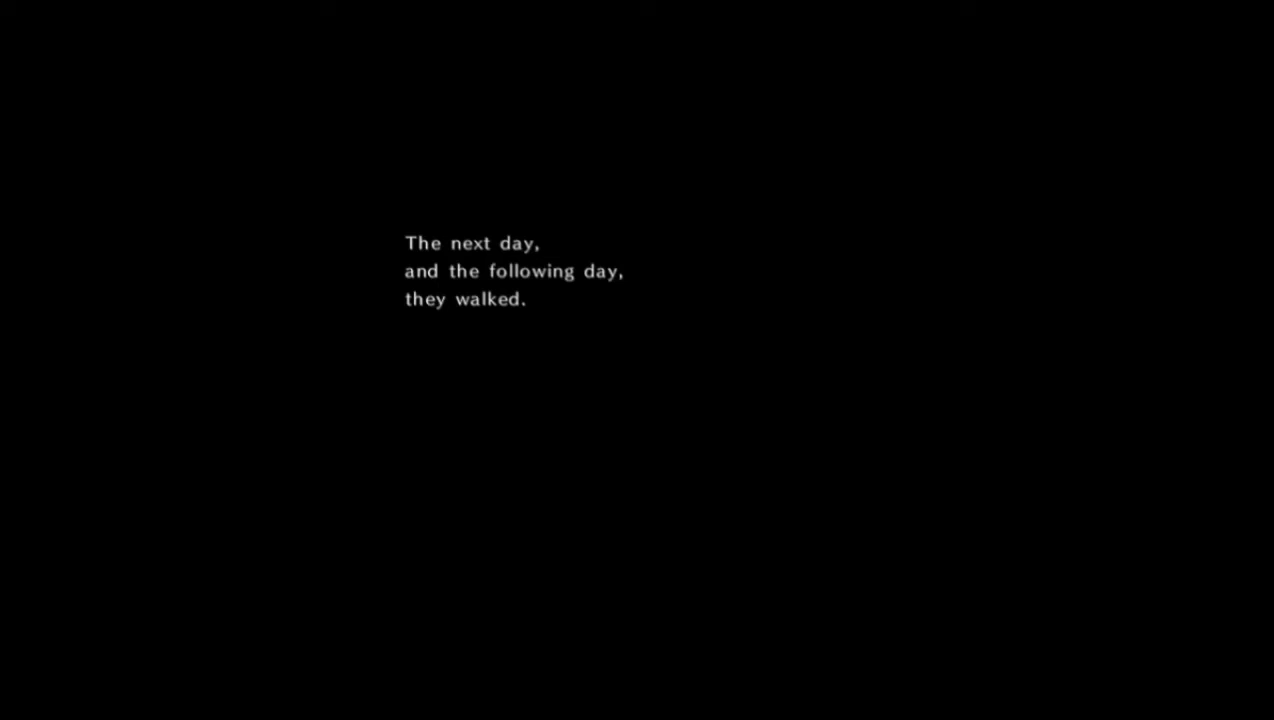 The next day,
and the following day,
they walked.